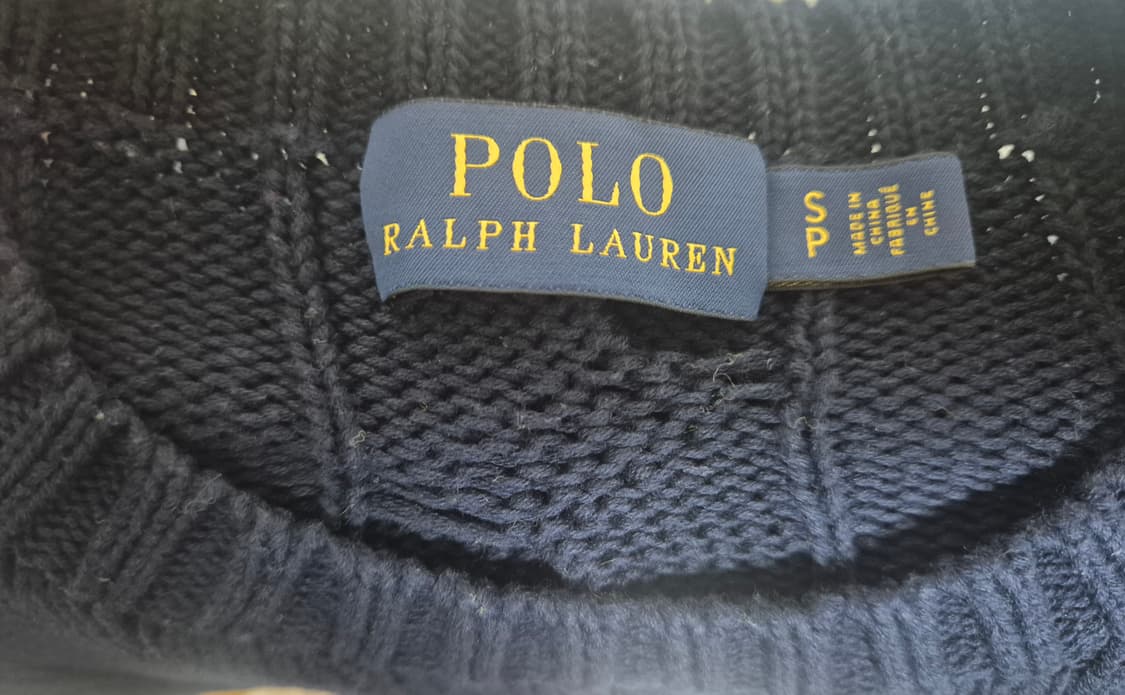 POLO
RALPH LAUREN
S
P
MADE IN
CHINA
FABRIQUÉ
EN
CHINE